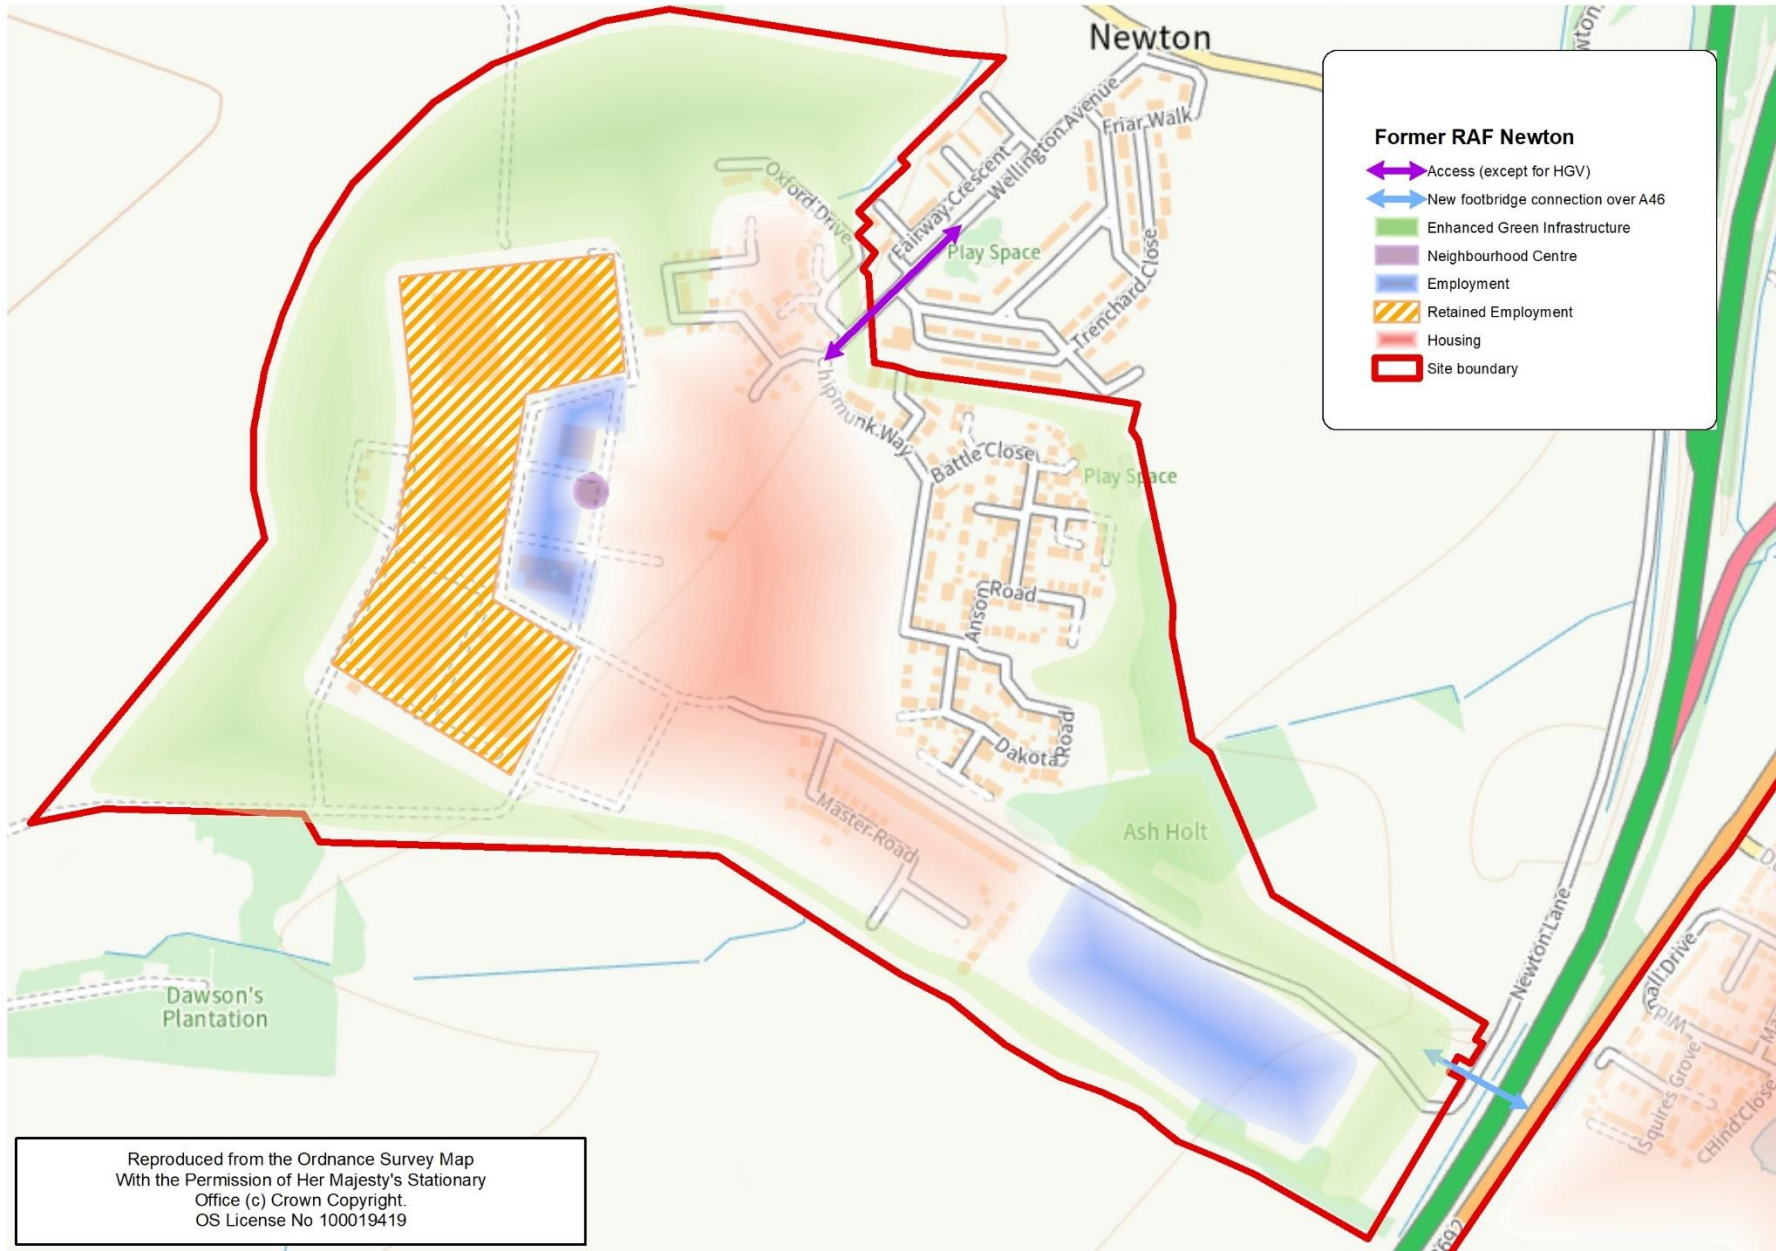 Newton
Former RAF Newton
Access (except for HGV)
New footbridge connection over A46
Enhanced Green Infrastructure
Neighbourhood Centre
Employment
Retained Employment
Housing
Site boundary
Friar Walk
Wellington Avenue
Fairway Crescent
Oxford Drive
Play Space
Trenchard Close
Chipmunk Way
Battle Close
Play Space
Anson Road
Dakota Road
Master Road
Ash Holt
Newton Lane
Dawson's
Plantation
Squires Grove
Hind Close
Reproduced from the Ordnance Survey Map
With the Permission of Her Majesty's Stationary
Office (c) Crown Copyright.
OS License No 100019419